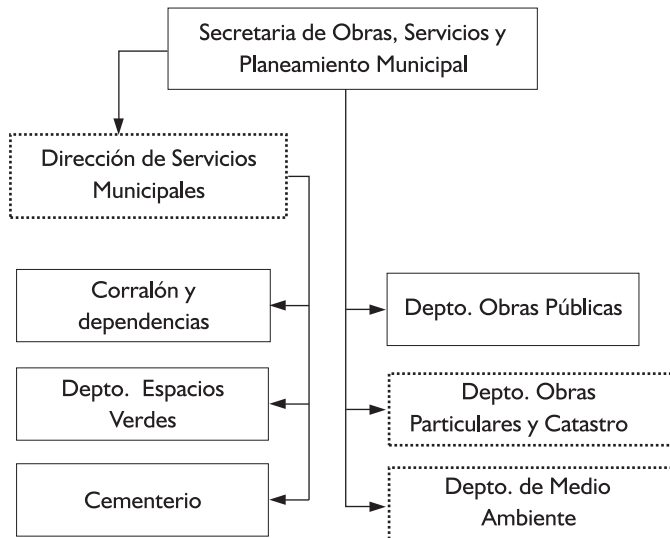 Secretaria de Obras, Servicios y
Planeamiento Municipal
Dirección de Servicios
Municipales
Corralón y
dependencias
Depto. Obras Públicas
Depto. Espacios
Verdes
Depto. Obras
Particulares y Catastro
Cementerio
Depto. de Medio
Ambiente